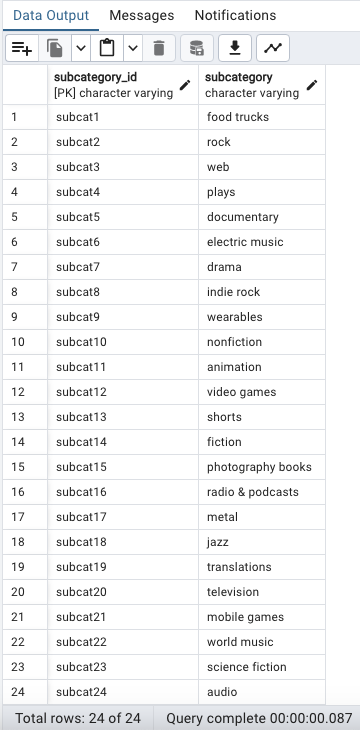 Data Output Messages Notifications
subcategory_id subcategory
[PK] character varying character varying
1 subcat1 food trucks
2 subcat2 rock
3 subcat3 web
4 subcat4 plays
5 subcat5 documentary
6 subcat6 electric music
7 subcat7 drama
8 subcat8 indie rock
9 subcat9 wearables
10 subcat10 nonfiction
11 subcat11 animation
12 subcat12 video games
13 subcat13 shorts
14 subcat14 fiction
15 subcat15 photography books
16 subcat16 radio & podcasts
17 subcat17 metal
18 subcat18 jazz
19 subcat19 translations
20 subcat20 television
21 subcat21 mobile games
22 subcat22 world music
23 subcat23 science fiction
24 subcat24 audio
Total rows: 24 of 24 Query complete 00:00:00.087